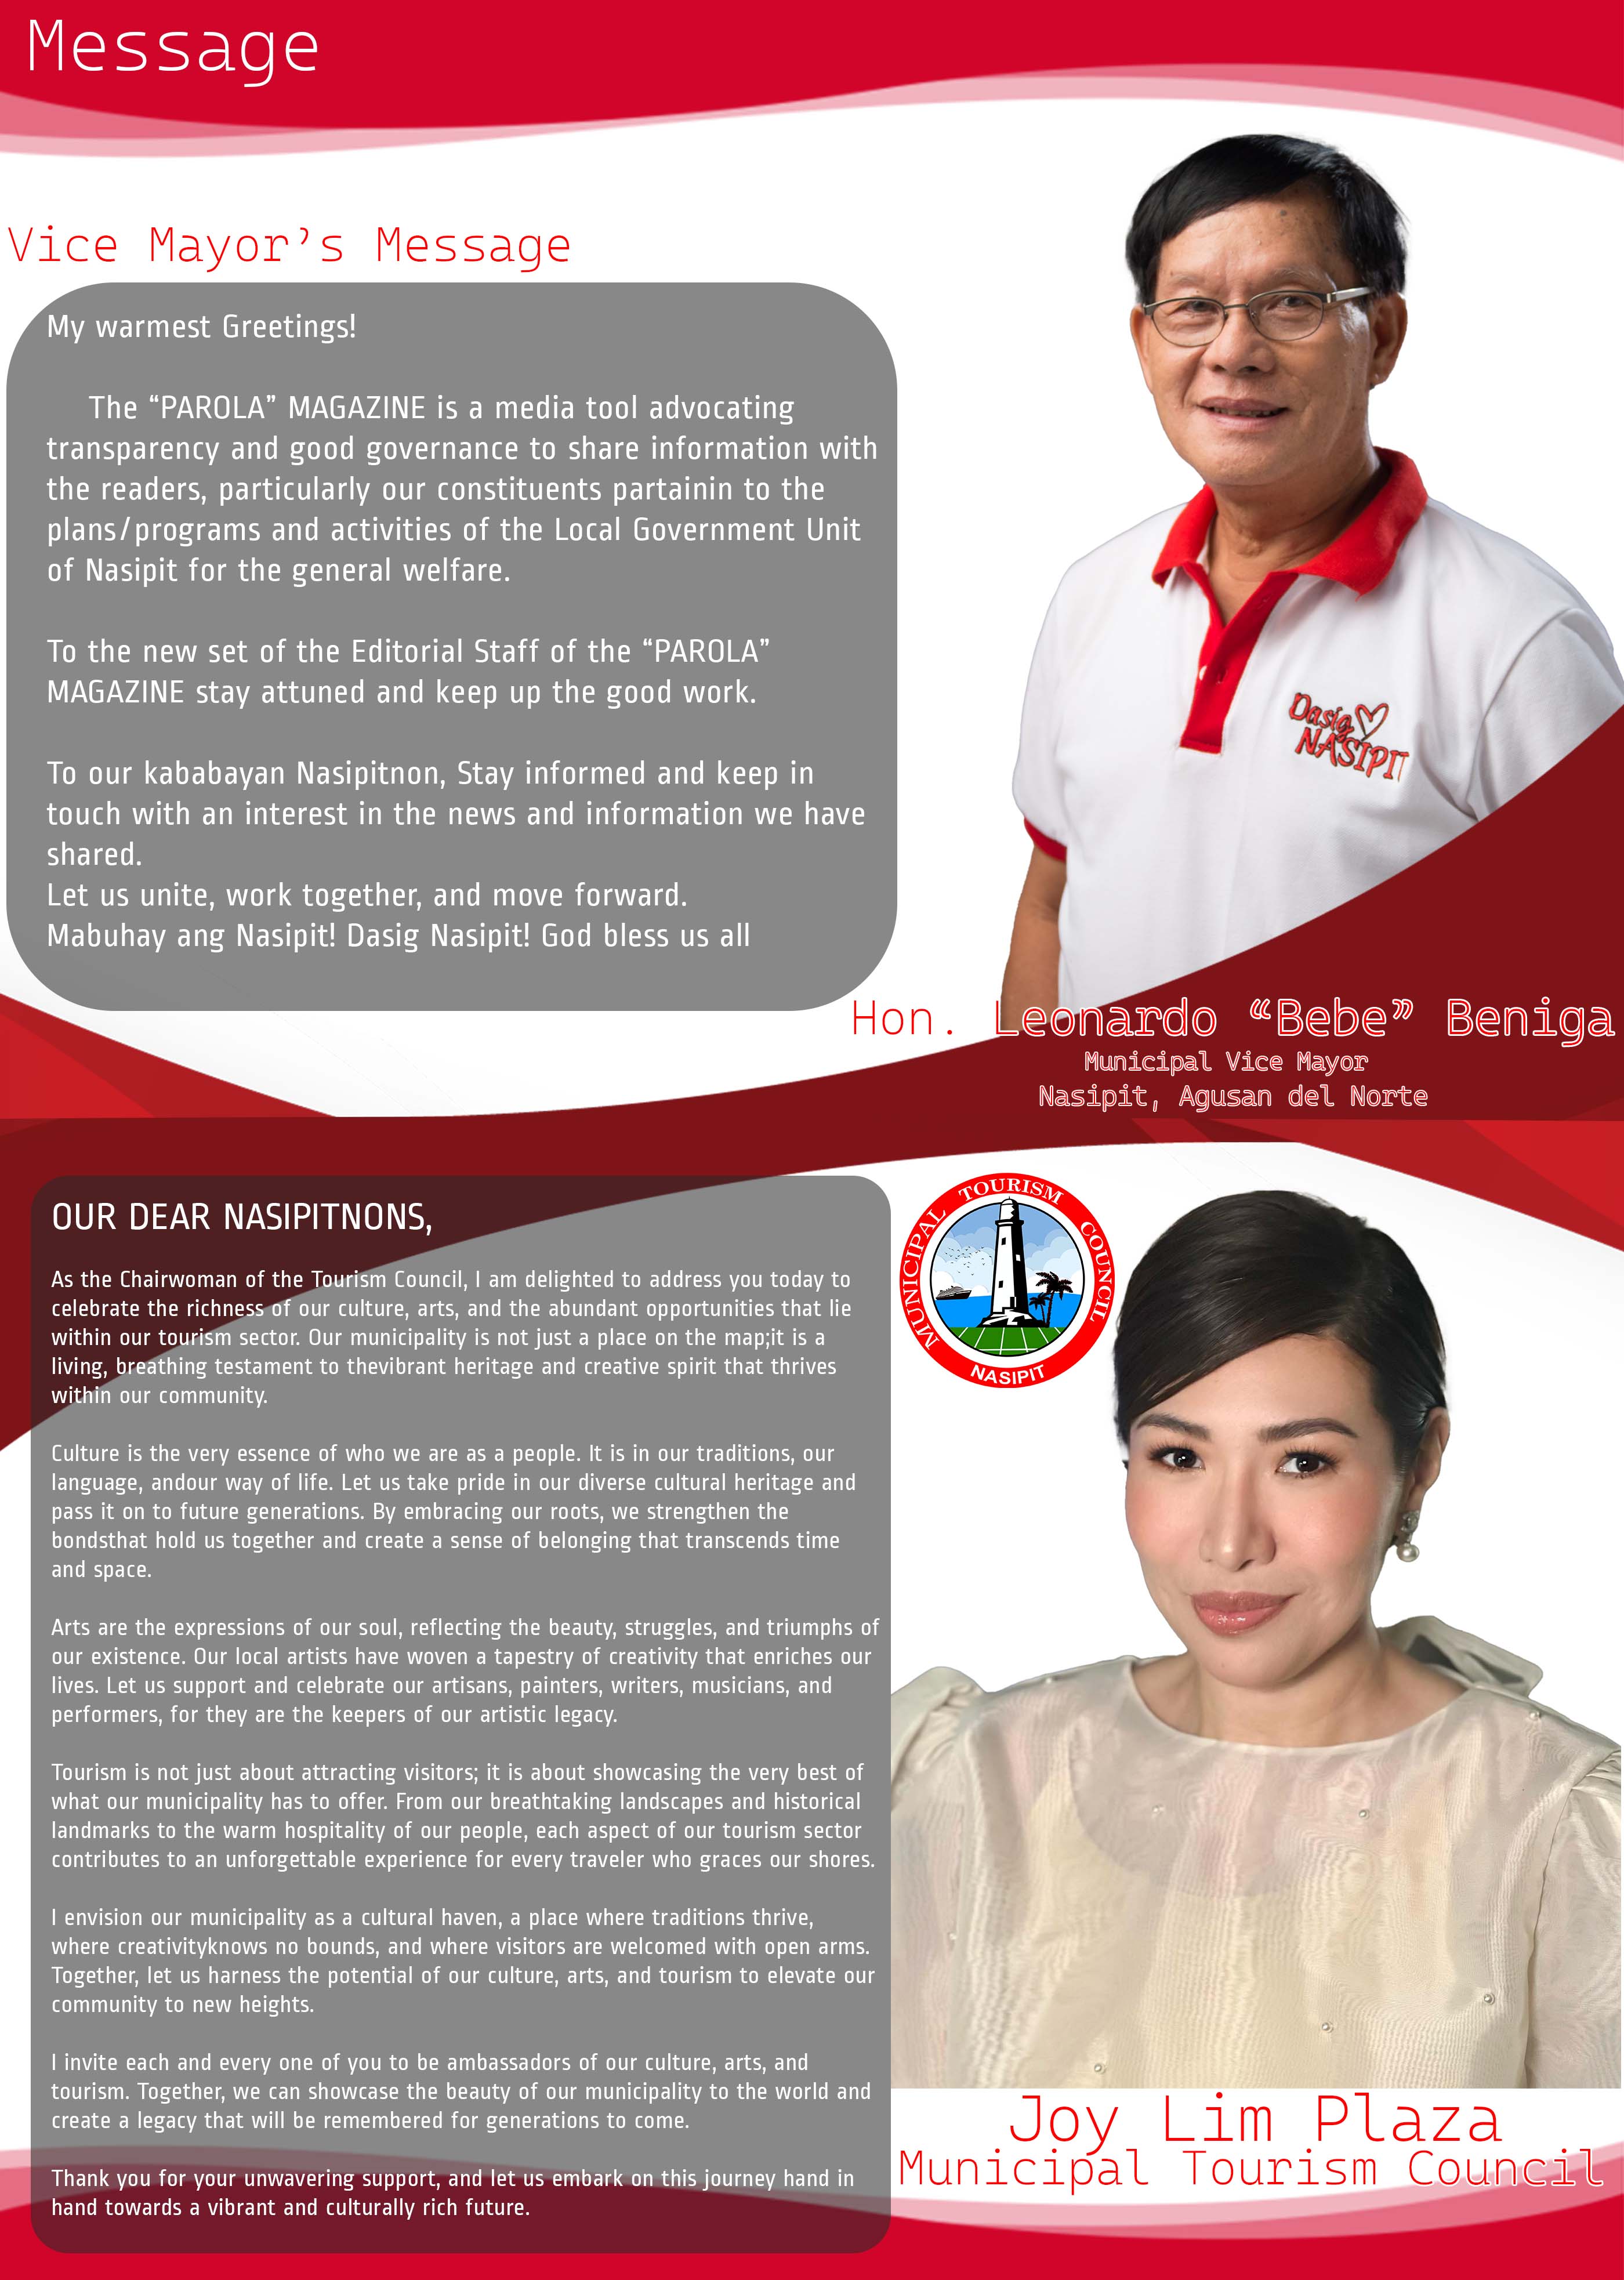 Message
Vice Mayor’s Message
My warmest Greetings!
The “PAROLA” MAGAZINE is a media tool advocating
transparency and good governance to share information with
the readers, particularly our constituents partainin to the
plans/programs and activities of the Local Government Unit
of Nasipit for the general welfare.
To the new set of the Editorial Staff of the “PAROLA”
MAGAZINE stay attuned and keep up the good work.
To our kababayan Nasipitnon, Stay informed and keep in
touch with an interest in the news and information we have
shared.
Let us unite, work together, and move forward.
Mabuhay ang Nasipit! Dasig Nasipit! God bless us all
Dasig
NASIPIT
Hon. Leonardo “Bebe” Beniga
Municipal Vice Mayor
Nasipit, Agusan del Norte
OUR DEAR NASIPITNONS,
As the Chairwoman of the Tourism Council, I am delighted to address you today to
celebrate the richness of our culture, arts, and the abundant opportunities that lie
within our tourism sector. Our municipality is not just a place on the map;it is a
living, breathing testament to thevibrant heritage and creative spirit that thrives
within our community.
Culture is the very essence of who we are as a people. It is in our traditions, our
language, andour way of life. Let us take pride in our diverse cultural heritage and
pass it on to future generations. By embracing our roots, we strengthen the
bondsthat hold us together and create a sense of belonging that transcends time
and space.
Arts are the expressions of our soul, reflecting the beauty, struggles, and triumphs of
our existence. Our local artists have woven a tapestry of creativity that enriches our
lives. Let us support and celebrate our artisans, painters, writers, musicians, and
performers, for they are the keepers of our artistic legacy.
Tourism is not just about attracting visitors; it is about showcasing the very best of
what our municipality has to offer. From our breathtaking landscapes and historical
landmarks to the warm hospitality of our people, each aspect of our tourism sector
contributes to an unforgettable experience for every traveler who graces our shores.
I envision our municipality as a cultural haven, a place where traditions thrive,
where creativityknows no bounds, and where visitors are welcomed with open arms.
Together, let us harness the potential of our culture, arts, and tourism to elevate our
community to new heights.
I invite each and every one of you to be ambassadors of our culture, arts, and
tourism. Together, we can showcase the beauty of our municipality to the world and
create a legacy that will be remembered for generations to come.
Thank you for your unwavering support, and let us embark on this journey hand in
hand towards a vibrant and culturally rich future.
MUNICIPAL TOURISM COUNCIL
NASIPIT
Joy Lim Plaza
Municipal Tourism Council